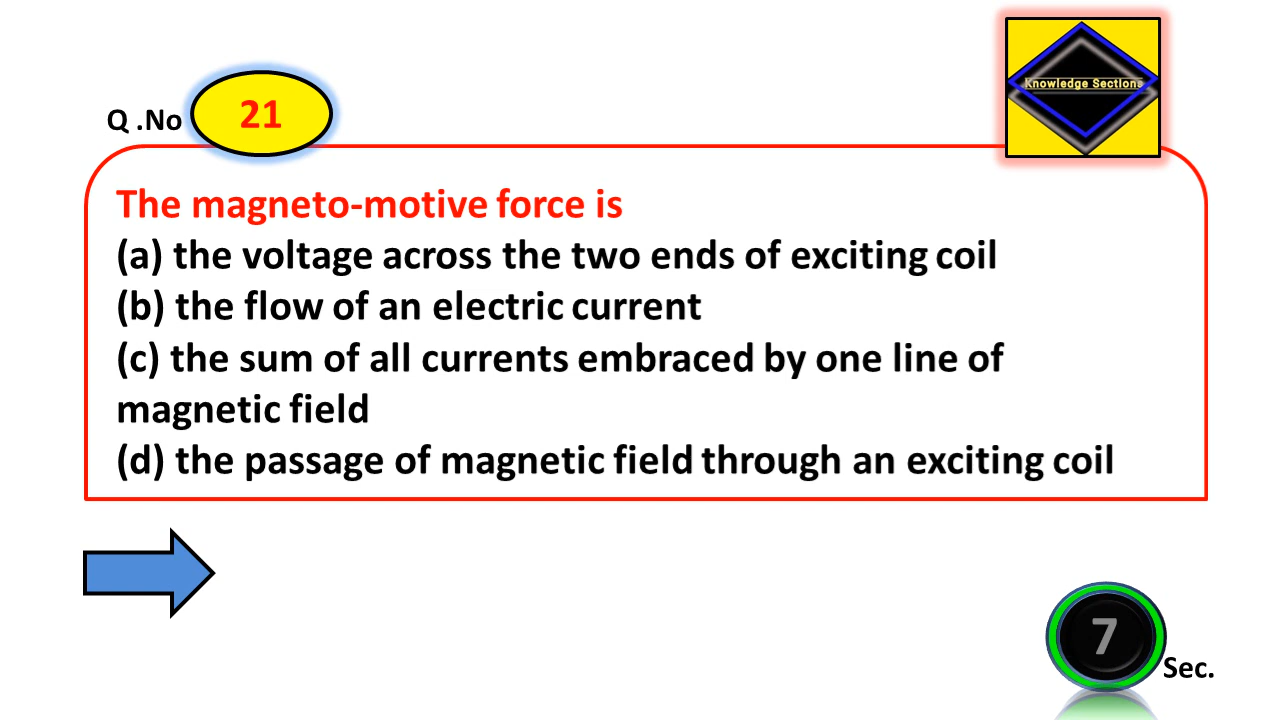 Knowledge Sections
Q .No 21
The magneto-motive force is
(a) the voltage across the two ends of exciting coil
(b) the flow of an electric current
(c) the sum of all currents embraced by one line of
magnetic field
(d) the passage of magnetic field through an exciting coil
7 Sec.